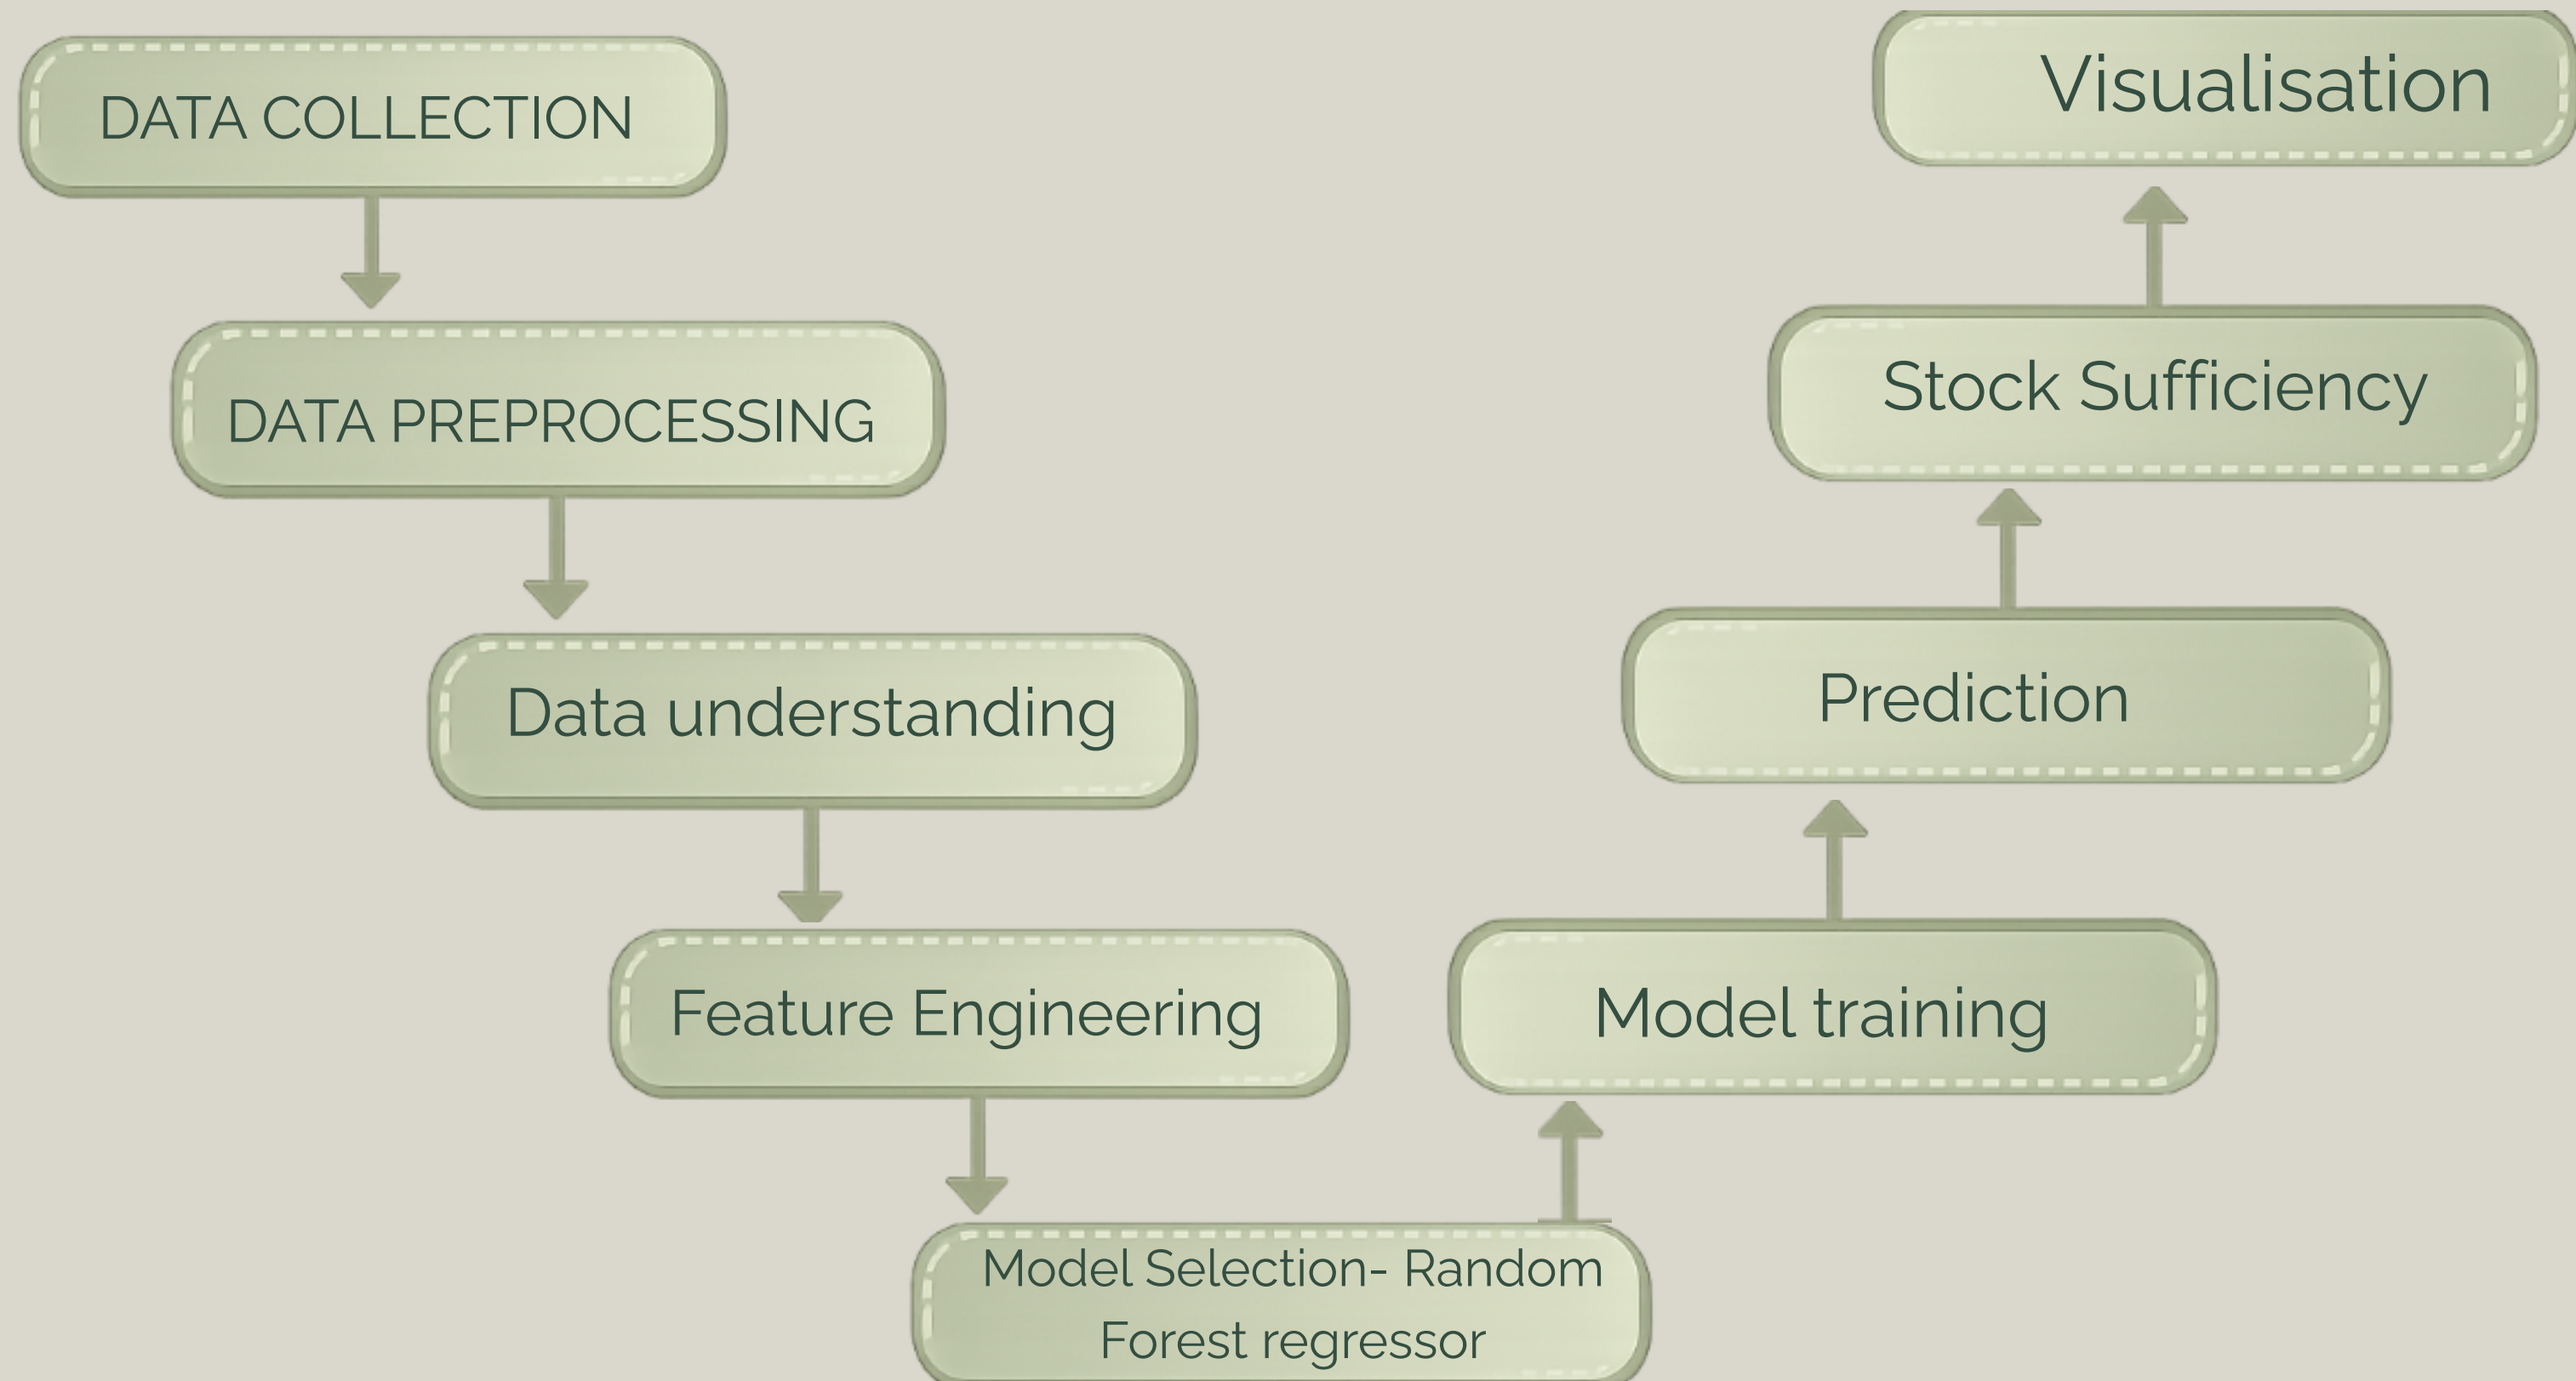 DATA COLLECTION
DATA PREPROCESSING
Data understanding
Feature Engineering
Model Selection- Random
Forest regressor
Model training
Prediction
Stock Sufficiency
Visualisation